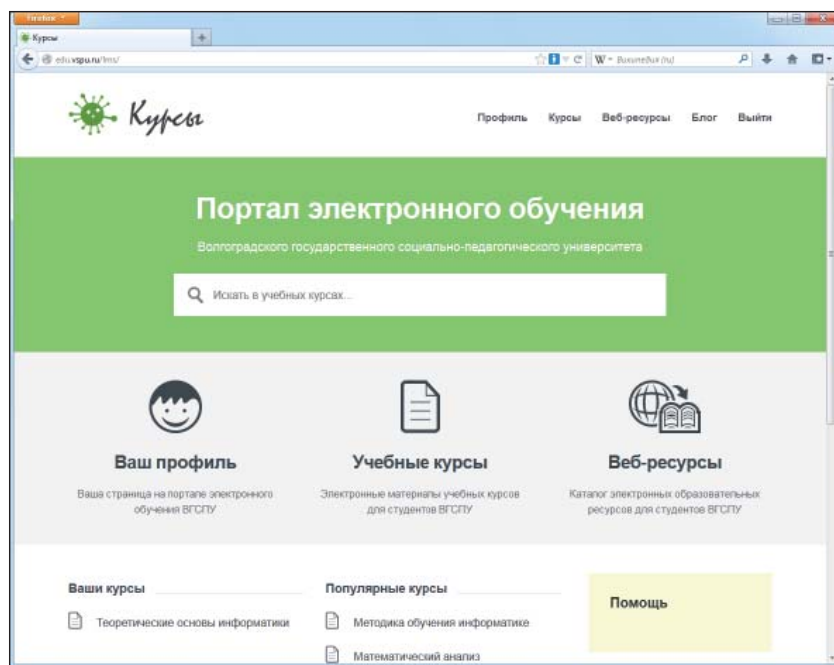 Firefox
Курсы
edu.vspu.ru/lms/
W - Википедия (ru)
Курсы
Профиль Курсы Веб-ресурсы Блог Выйти
Портал электронного обучения
Волгоградского государственного социально-педагогического университета
Искать в учебных курсах...
Ваш профиль
Ваша страница на портале электронного
обучения ВГСПУ
Учебные курсы
Электронные материалы учебных курсов
для студентов ВГСПУ
Веб-ресурсы
Каталог электронных образовательных
ресурсов для студентов ВГСПУ
Ваши курсы
Теоретические основы информатики
Популярные курсы
Методика обучения информатике
Математический анализ
Помощь